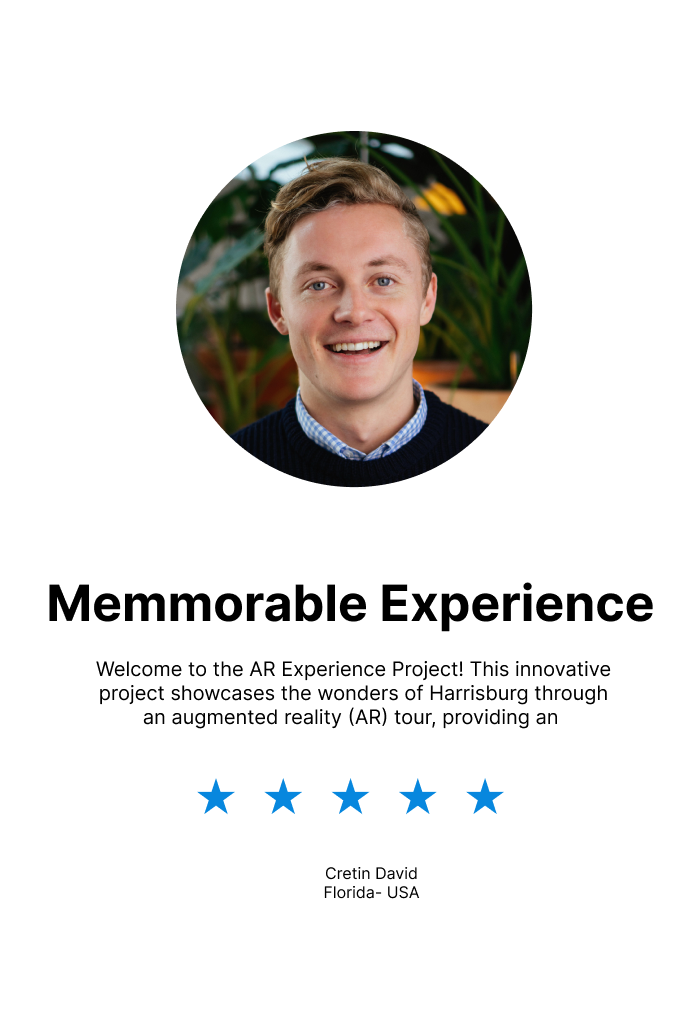 Memmorable Experience
Welcome to the AR Experience Project! This innovative
project showcases the wonders of Harrisburg through
an augmented reality (AR) tour, providing an
Cretin David
Florida- USA